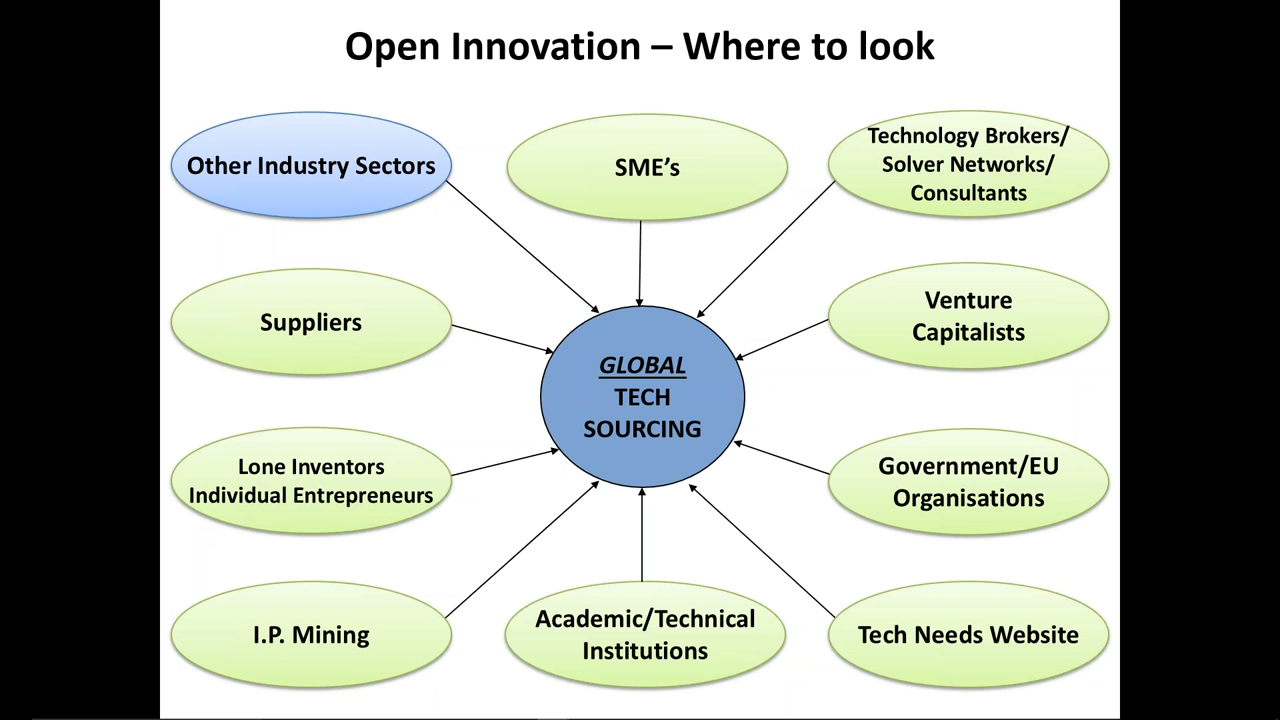 Open Innovation – Where to look
Other Industry Sectors
SME's
Technology Brokers/
Solver Networks/
Consultants
Suppliers
Venture
Capitalists
GLOBAL
TECH
SOURCING
Lone Inventors
Individual Entrepreneurs
Government/EU
Organisations
I.P. Mining
Academic/Technical
Institutions
Tech Needs Website